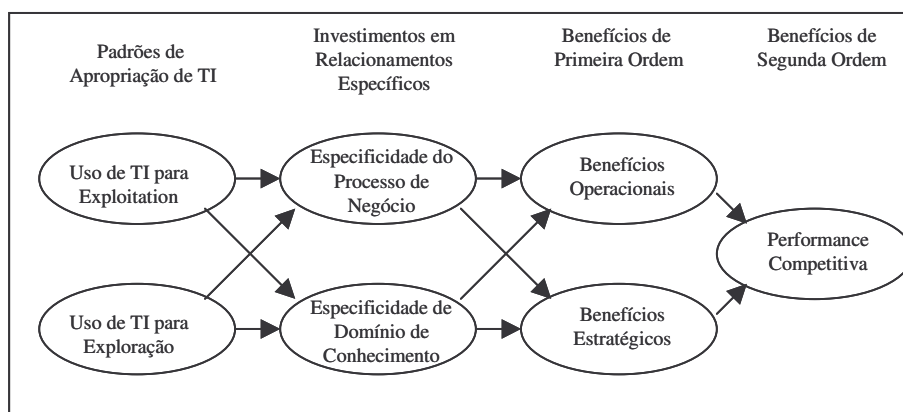 Padrões de
Apropriação de TI
Investimentos em
Relacionamentos
Específicos
Benefícios de
Primeira Ordem
Benefícios de
Segunda Ordem
Uso de TI para
Exploitation
Especificidade do
Processo de
Negócio
Benefícios
Operacionais
Performance
Competitiva
Uso de TI para
Exploração
Especificidade de
Domínio de
Conhecimento
Benefícios
Estratégicos